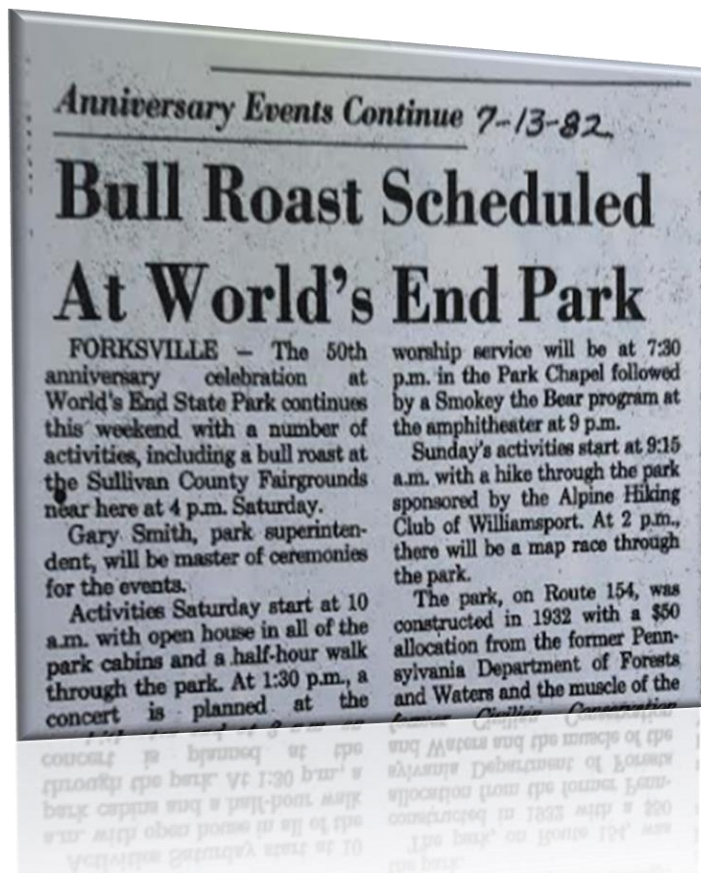 Anniversary Events Continue 7-13-82
Bull Roast Scheduled
At World's End Park
FORKSVILLE — The 50th
anniversary celebration at
World's End State Park continues
this weekend with a number of
activities, including a bull roast at
the Sullivan County Fairgrounds
near here at 4 p.m. Saturday.
Gary Smith, park superinten-
dent, will be master of ceremonies
for the events.
Activities Saturday start at 10
a.m. with open house in all of the
park cabins and a half-hour walk
through the park. At 1:30 p.m., a
concert is planned at the
worship service will be at 7:30
p.m. in the Park Chapel followed
by a Smokey the Bear program at
the amphitheater at 9 p.m.
Sunday's activities start at 9:15
a.m. with a hike through the park
sponsored by the Alpine Hiking
Club of Williamsport. At 2 p.m.,
there will be a map race through
the park.
The park, on Route 154, was
constructed in 1932 with a $50
allocation from the former Penn-
sylvania Department of Forests
and Waters and the muscle of the
former Civilian Conservation